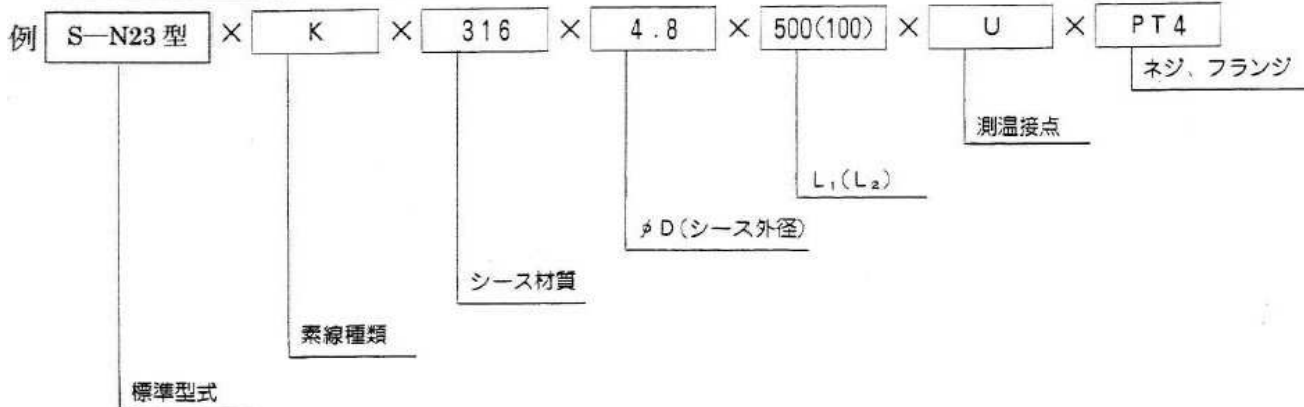 例 S—N23型 × K × 316 × 4.8 × 500(100) × U × PT4
ネジ、フランジ
測温接点
L₁(L₂)
φD(シース外径)
シース材質
素線種類
標準型式